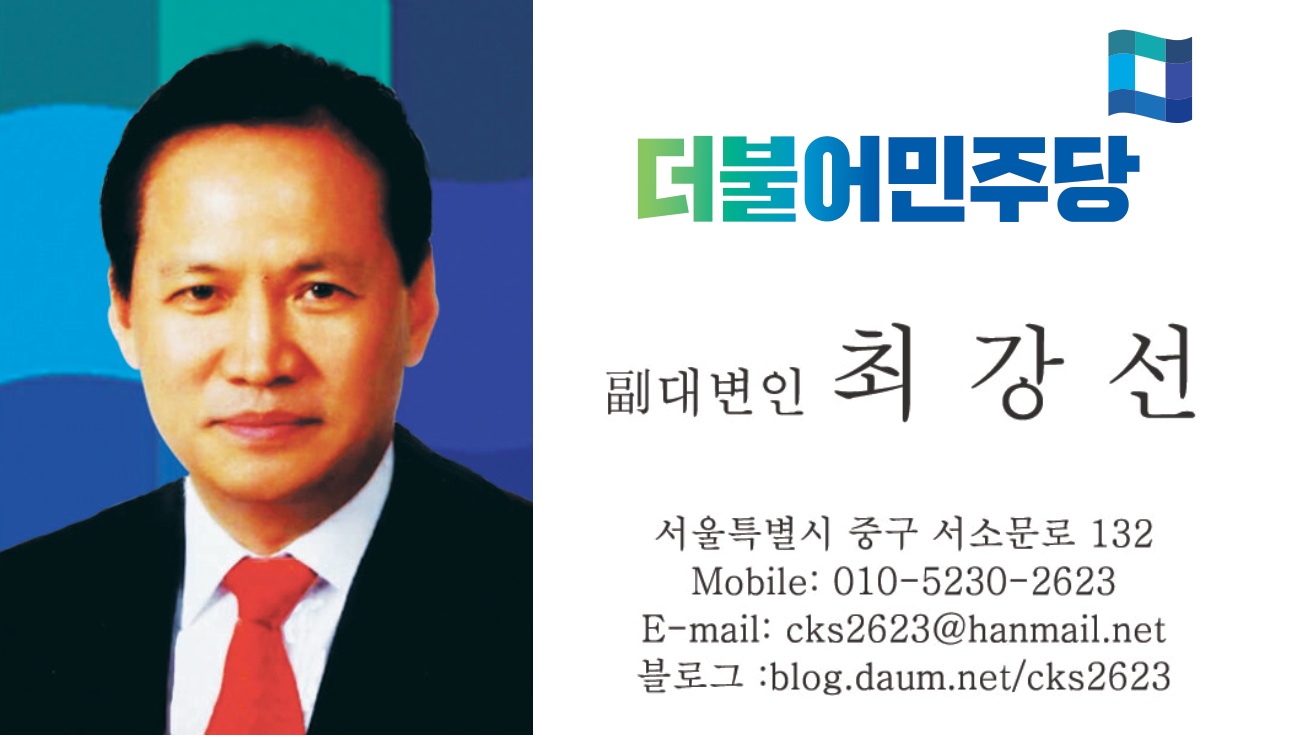 더불어민주당
副대변인 최 강 선
서울특별시 중구 서소문로 132
Mobile: 010-5230-2623
E-mail: cks2623@hanmail.net
블로그 :blog.daum.net/cks2623